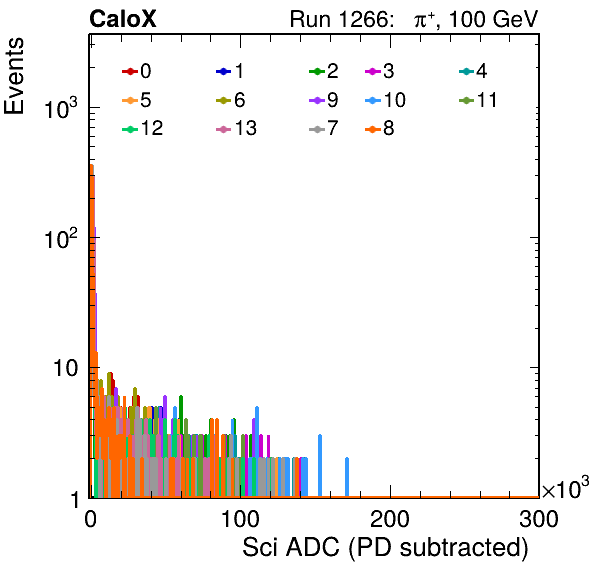 CaloX Run 1266: π⁺, 100 GeV
Events
0 1 2 3 4
5 6 9 10 11
12 13 7 8
10³
10²
10
1
0 100 200 300
×10³
Sci ADC (PD subtracted)